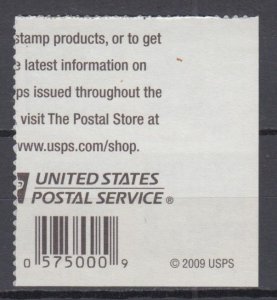 stamp products, or to get
e latest information on
ps issued throughout the
, visit The Postal Store at
www.usps.com/shop.
UNITED STATES
POSTAL SERVICE ®
0 575000 9
© 2009 USPS